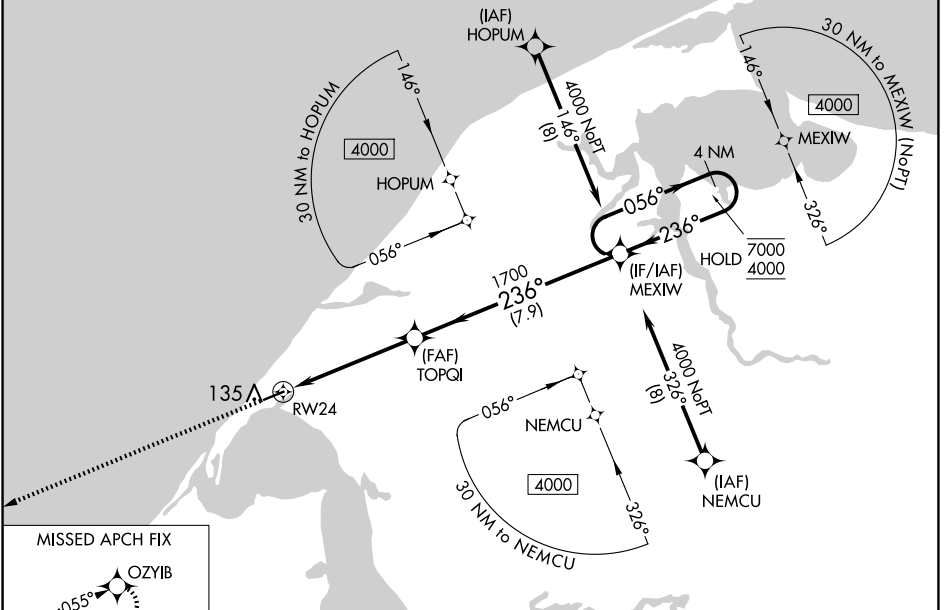 (IAF)
HOPUM
30 NM to MEXIW (NoPT)
146°
4000
MEXIW
326°
146°
30 NM to HOPUM
4000
HOPUM
056°
4000 NoPT
146°
(8)
4 NM
056°
236°
HOLD
7000
4000
(IF/IAF)
MEXIW
1700
236°
(7.9)
(FAF)
TOPQI
135
RW24
4000 NoPT
326°
(8)
(IAF)
NEMCU
056°
NEMCU
4000
326°
30 NM to NEMCU
MISSED APCH FIX
OZYIB
055°